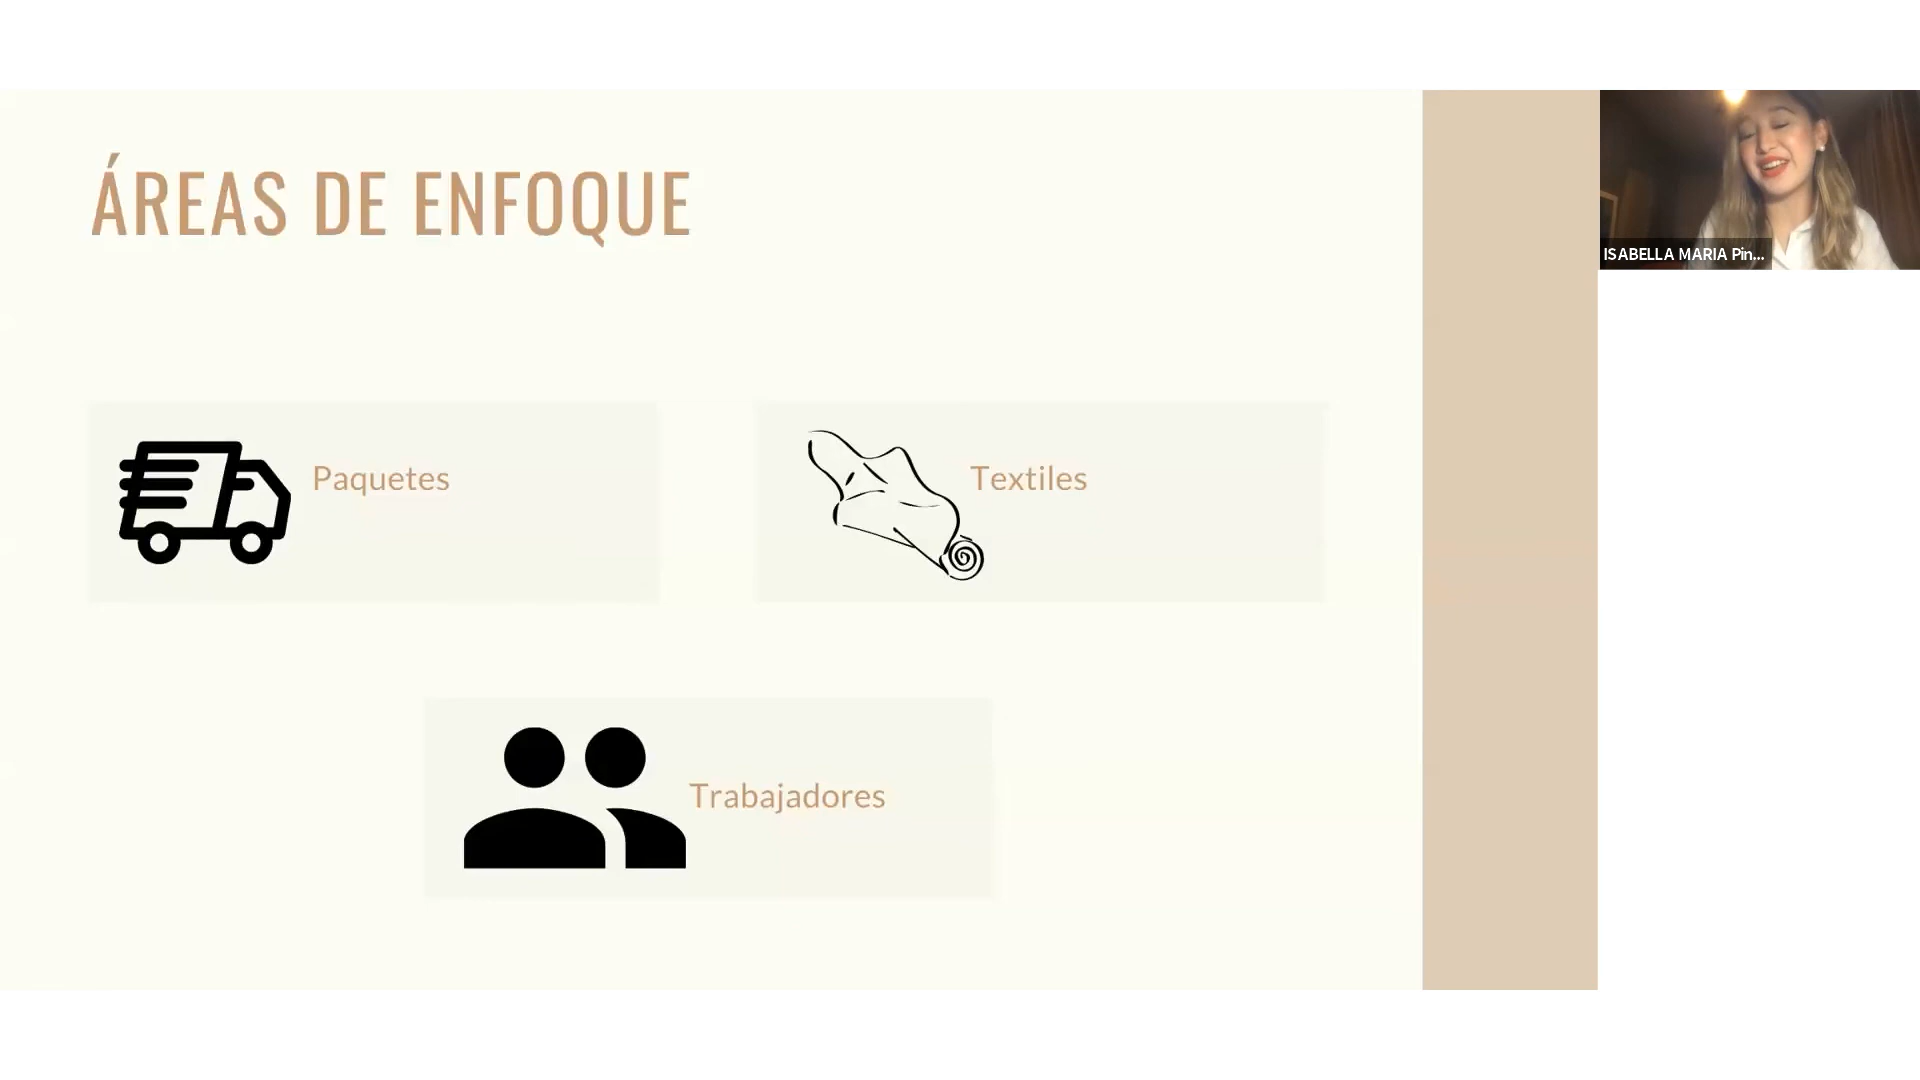 ÁREAS DE ENFOQUE
ISABELLA MARIA Pin...
Paquetes
Textiles
Trabajadores